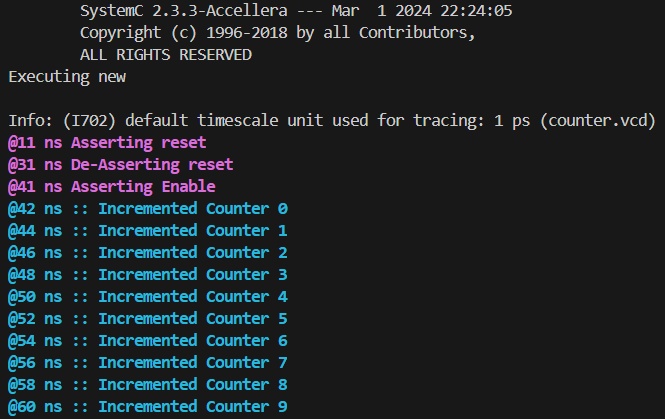 SystemC 2.3.3-Accellera --- Mar  1 2024 22:24:05
Copyright (c) 1996-2018 by all Contributors,
ALL RIGHTS RESERVED
Executing new
Info: (I702) default timescale unit used for tracing: 1 ps (counter.vcd)
@11 ns Asserting reset
@31 ns De-Asserting reset
@41 ns Asserting Enable
@42 ns :: Incremented Counter 0
@44 ns :: Incremented Counter 1
@46 ns :: Incremented Counter 2
@48 ns :: Incremented Counter 3
@50 ns :: Incremented Counter 4
@52 ns :: Incremented Counter 5
@54 ns :: Incremented Counter 6
@56 ns :: Incremented Counter 7
@58 ns :: Incremented Counter 8
@60 ns :: Incremented Counter 9